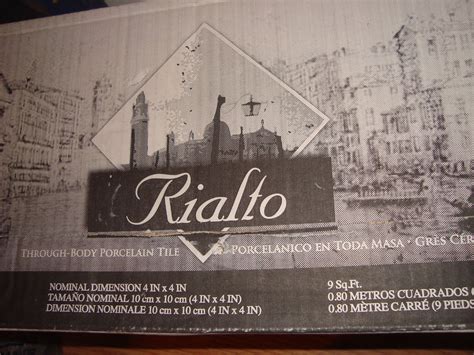 Rialto
THROUGH-BODY PORCELAIN TILE · PORCELÁNICO EN TODA MASA · GRÈS CÉR
NOMINAL DIMENSION 4 IN x 4 IN 9 Sq.Ft.
TAMAÑO NOMINAL 10 cm x 10 cm (4 IN x 4 IN) 0.80 METROS CUADRADOS
DIMENSION NOMINALE 10 cm x 10 cm (4 IN x 4 IN) 0.80 MÈTRE CARRÉ (9 PIEDS